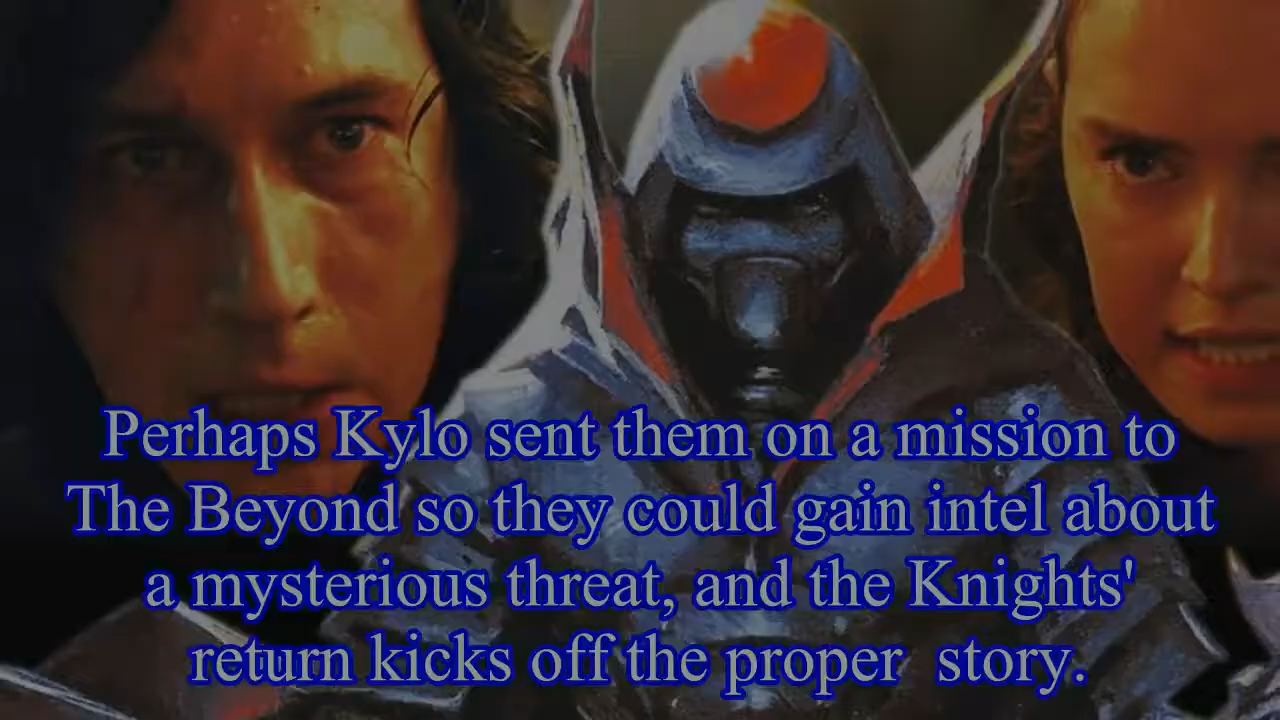 Perhaps Kylo sent them on a mission to
The Beyond so they could gain intel about
a mysterious threat, and the Knights'
return kicks off the proper  story.